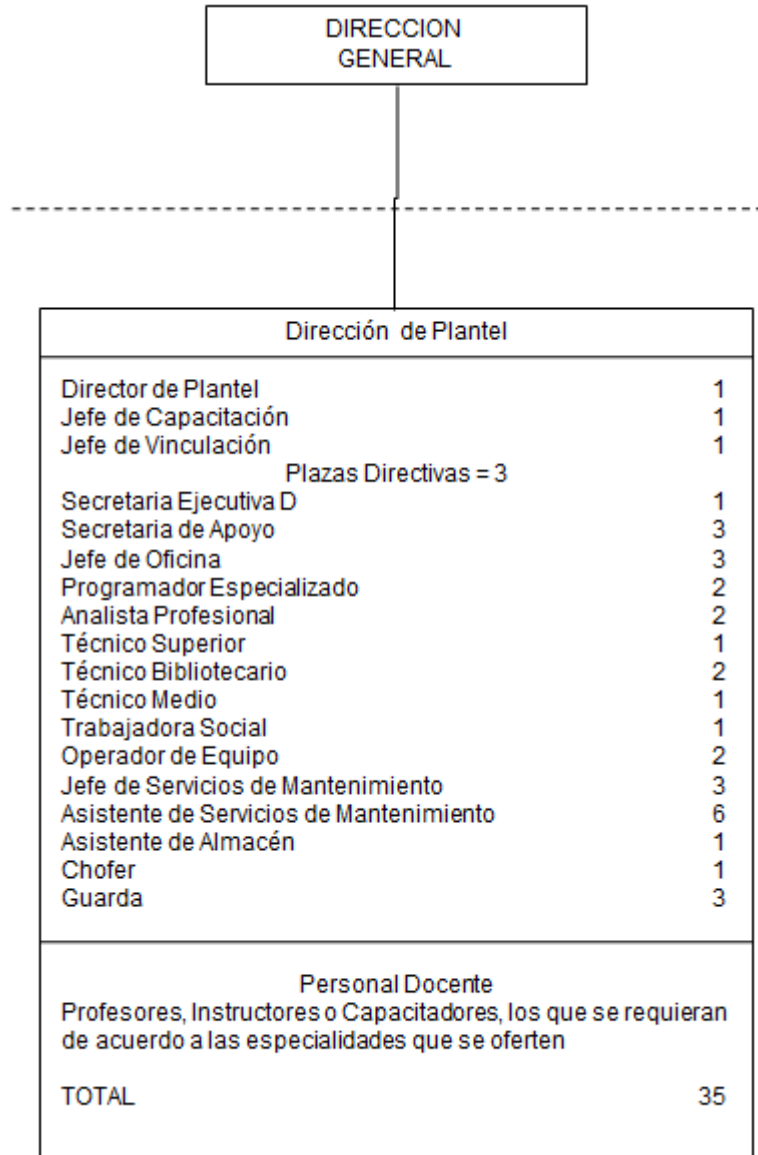 DIRECCION
GENERAL
Dirección de Plantel
Director de Plantel 1
Jefe de Capacitación 1
Jefe de Vinculación 1
Plazas Directivas = 3
Secretaria Ejecutiva D 1
Secretaria de Apoyo 3
Jefe de Oficina 3
Programador Especializado 2
Analista Profesional 2
Técnico Superior 1
Técnico Bibliotecario 2
Técnico Medio 1
Trabajadora Social 1
Operador de Equipo 2
Jefe de Servicios de Mantenimiento 3
Asistente de Servicios de Mantenimiento 6
Asistente de Almacén 1
Chofer 1
Guarda 3
Personal Docente
Profesores, Instructores o Capacitadores, los que se requieran
de acuerdo a las especialidades que se oferten
TOTAL 35